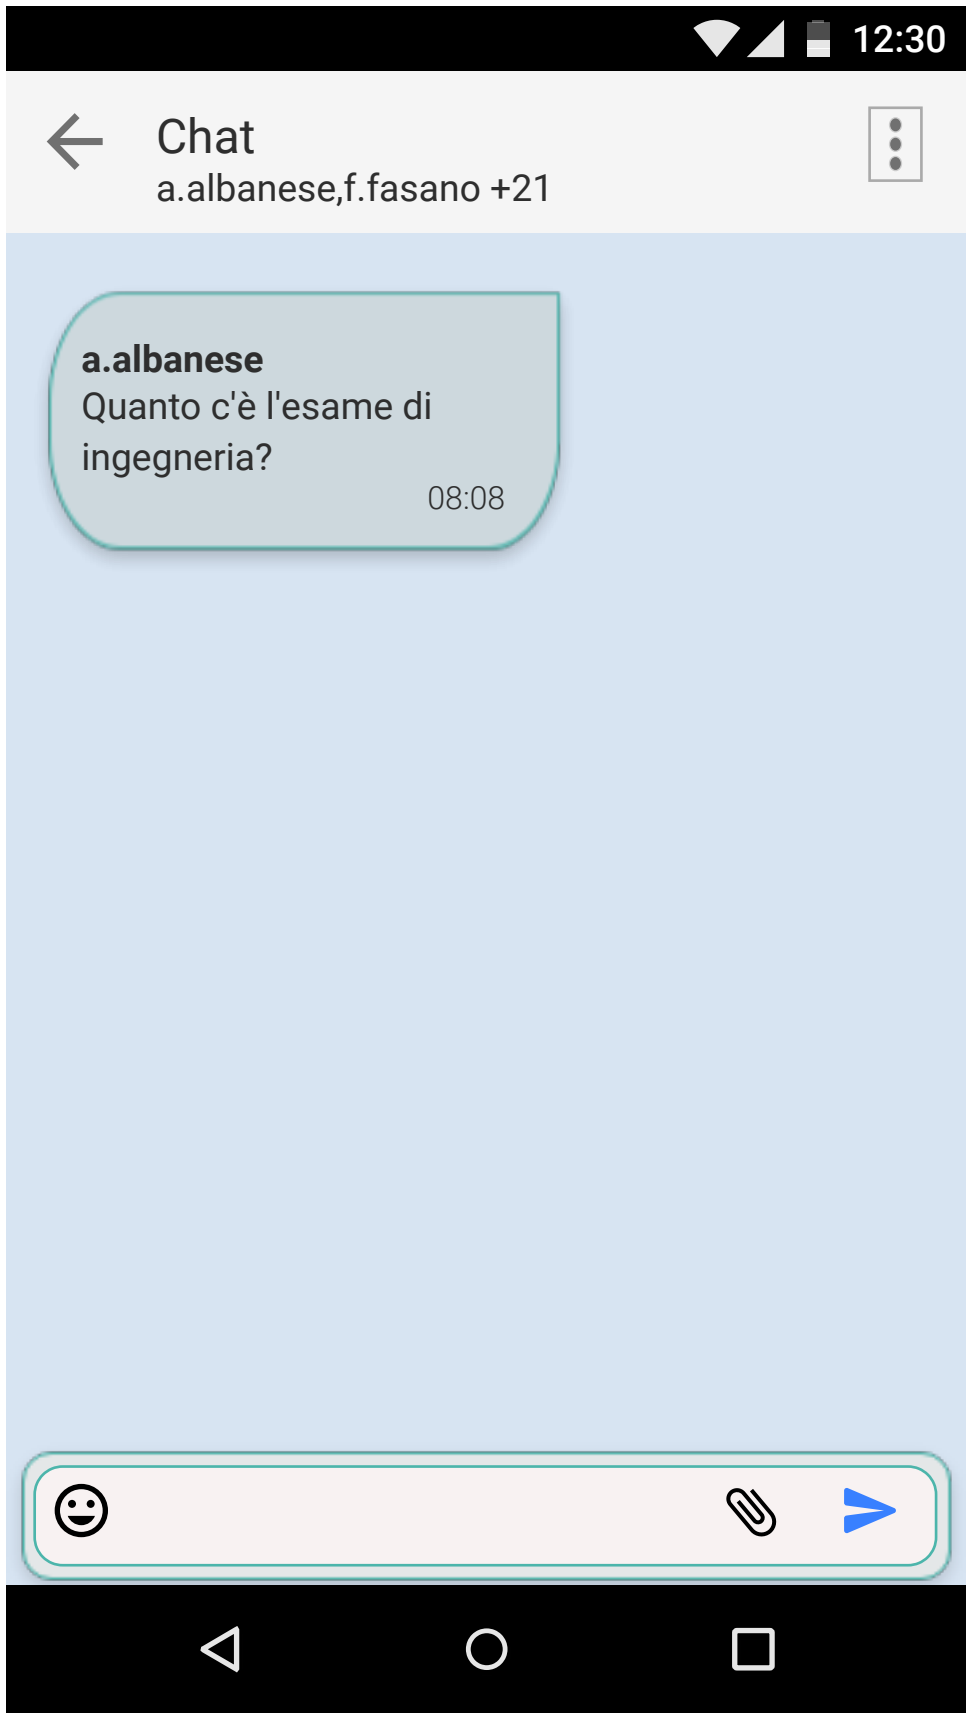 12:30
Chat
a.albanese,f.fasano +21
a.albanese
Quanto c'è l'esame di
ingegneria?
08:08